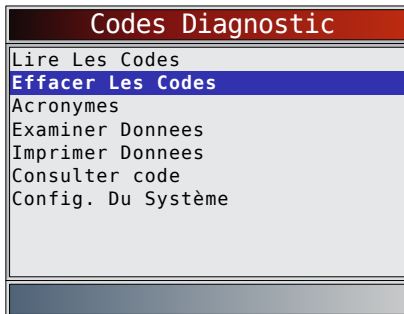 Codes Diagnostic
Lire Les Codes
Effacer Les Codes
Acronymes
Examiner Donnees
Imprimer Donnees
Consulter code
Config. Du Système